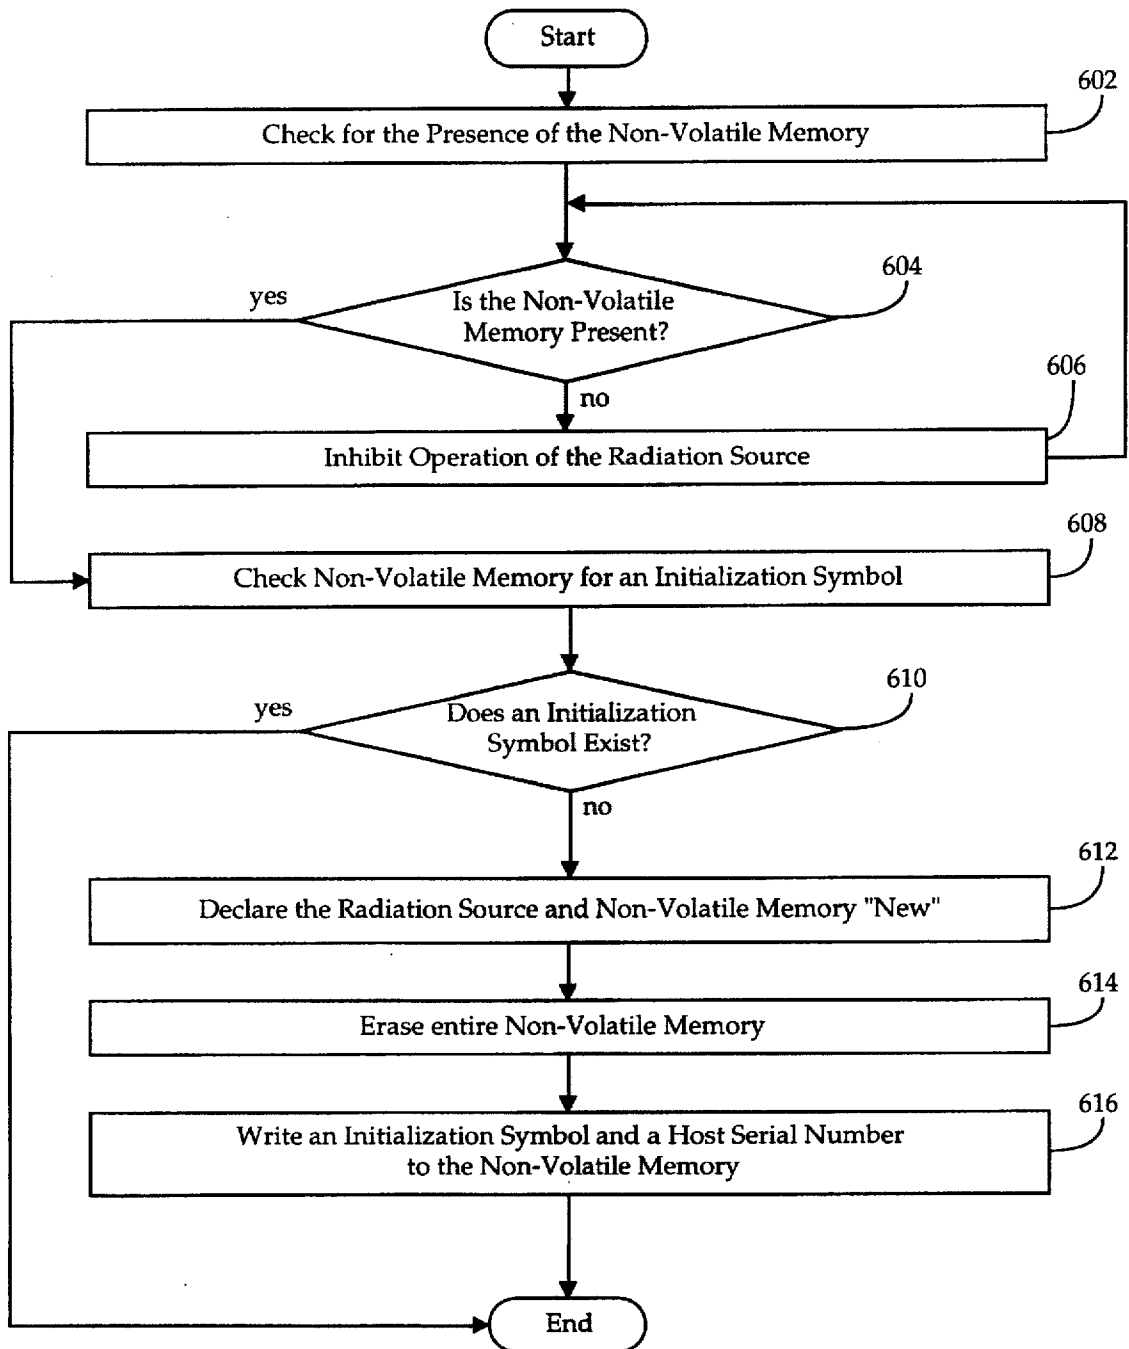 Start
602
Check for the Presence of the Non-Volatile Memory
604
yes
Is the Non-Volatile
Memory Present?
606
no
Inhibit Operation of the Radiation Source
608
Check Non-Volatile Memory for an Initialization Symbol
610
yes
Does an Initialization
Symbol Exist?
no
612
Declare the Radiation Source and Non-Volatile Memory "New"
614
Erase entire Non-Volatile Memory
616
Write an Initialization Symbol and a Host Serial Number
to the Non-Volatile Memory
End